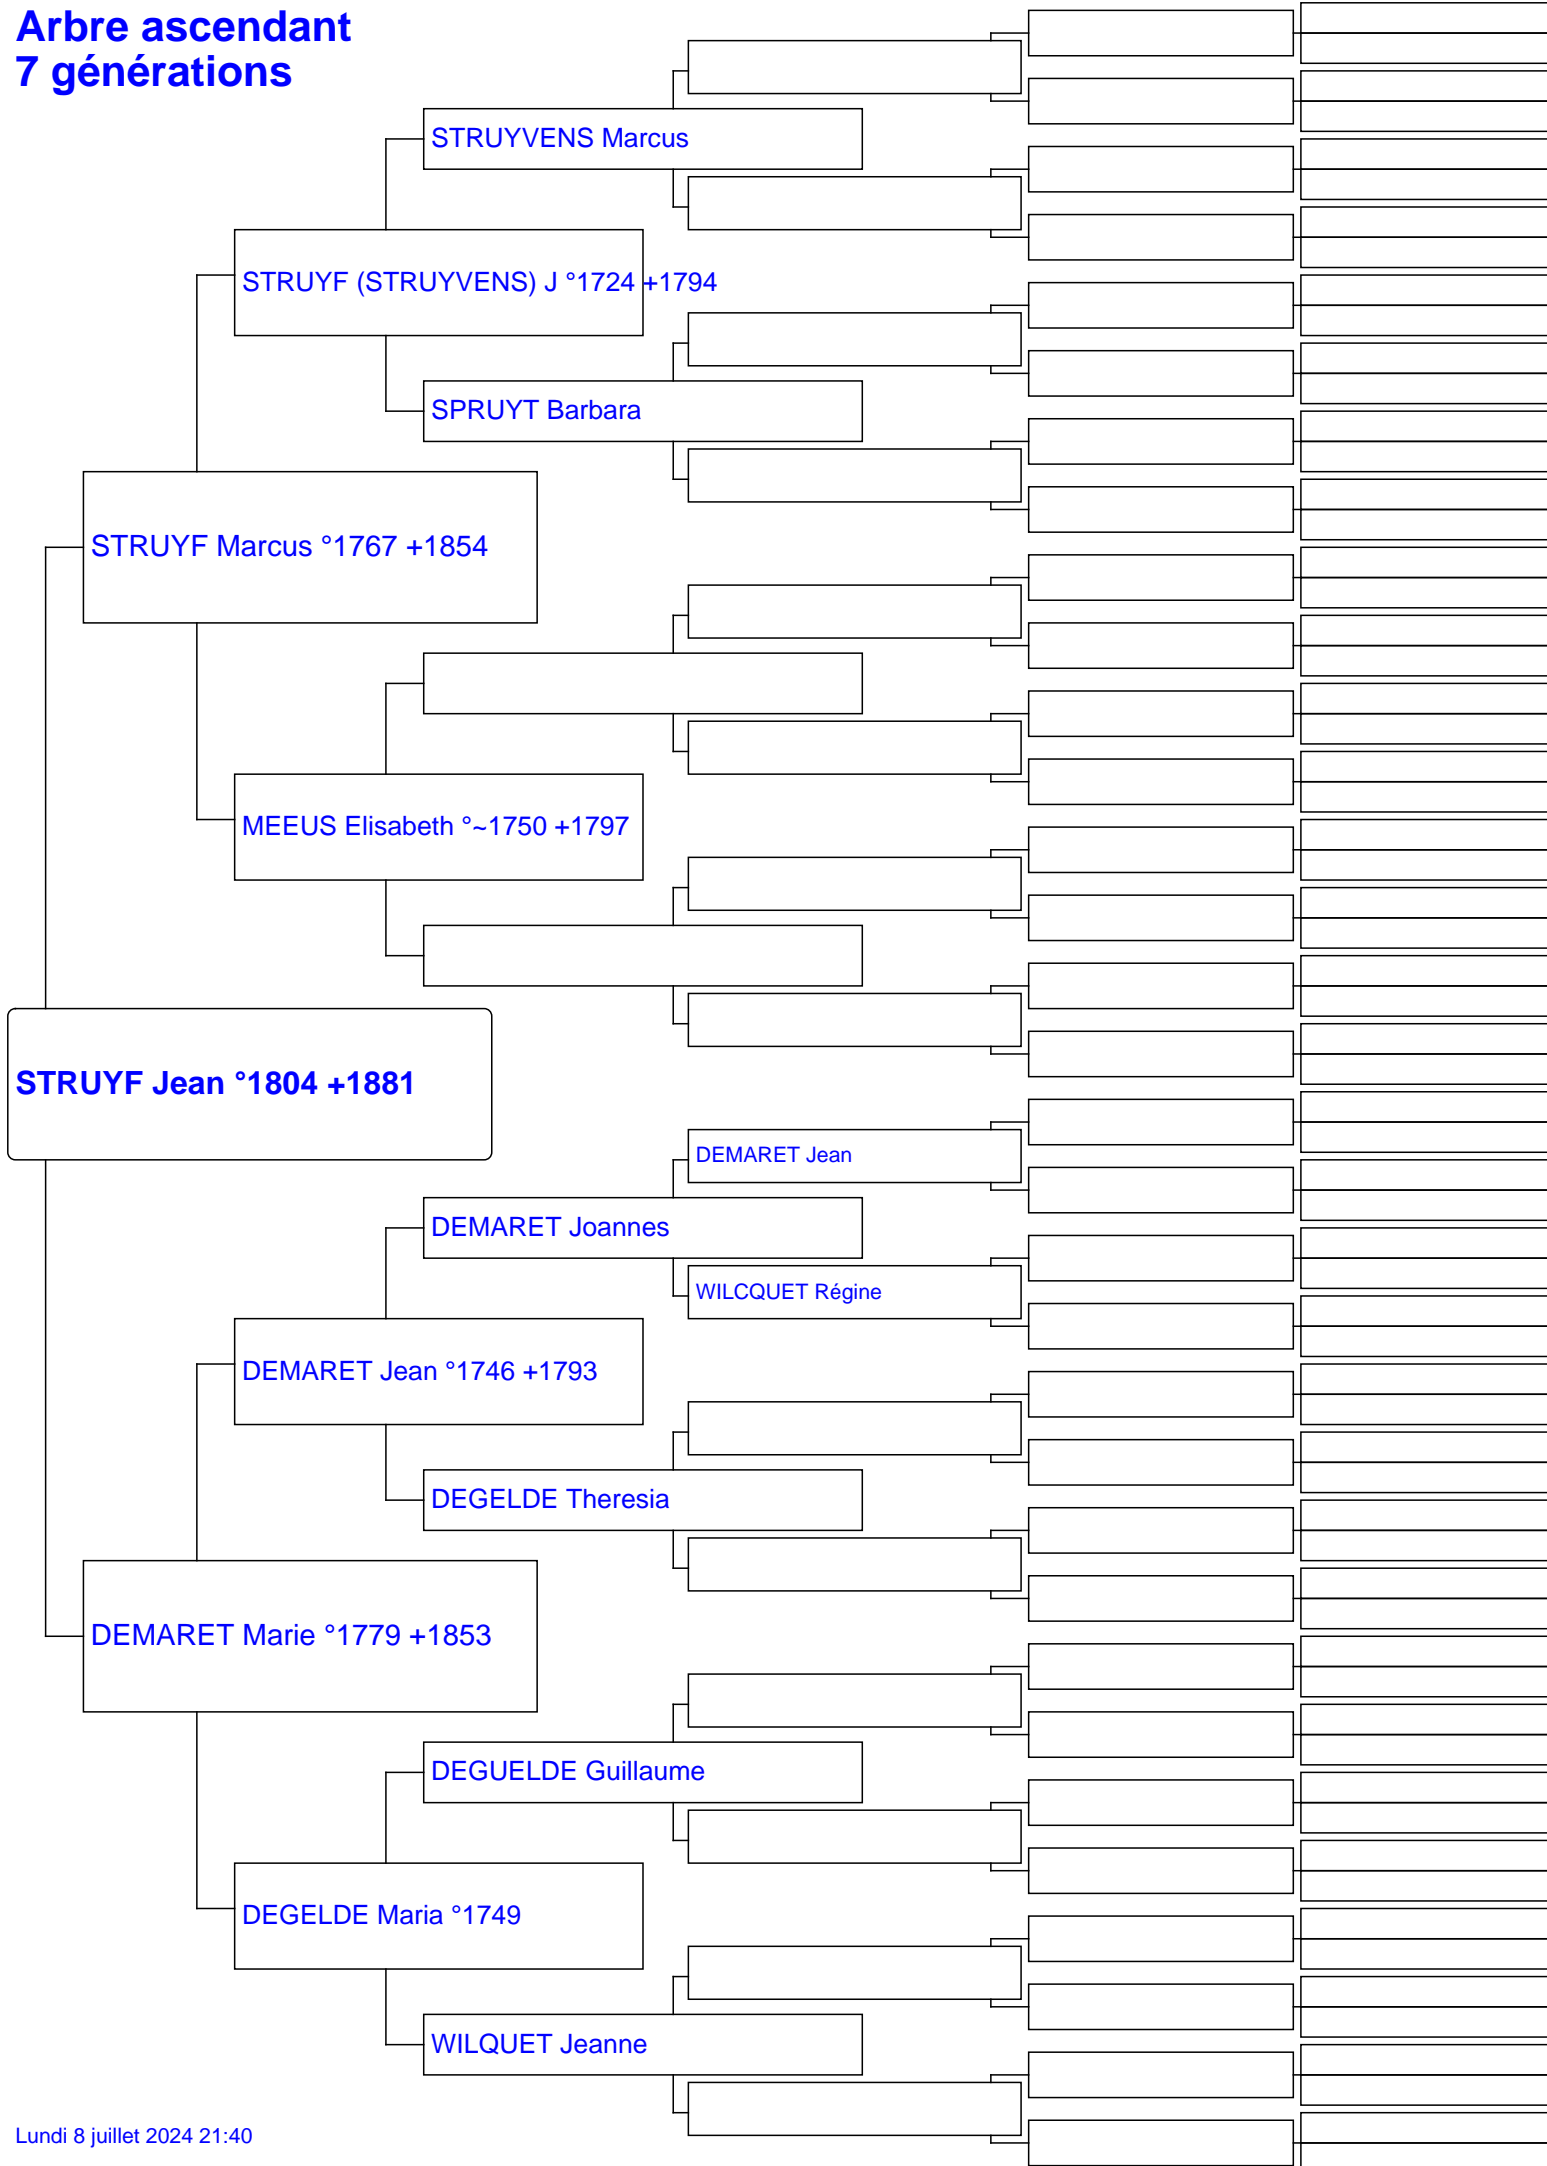 Arbre ascendant
7 générations
STRUYVENS Marcus
STRUYF (STRUYVENS) J °1724 +1794
SPRUYT Barbara
STRUYF Marcus °1767 +1854
MEEUS Elisabeth °~1750 +1797
STRUYF Jean °1804 +1881
DEMARET Jean
DEMARET Joannes
WILCQUET Régine
DEMARET Jean °1746 +1793
DEGELDE Theresia
DEMARET Marie °1779 +1853
DEGUELDE Guillaume
DEGELDE Maria °1749
WILQUET Jeanne
Lundi 8 juillet 2024 21:40